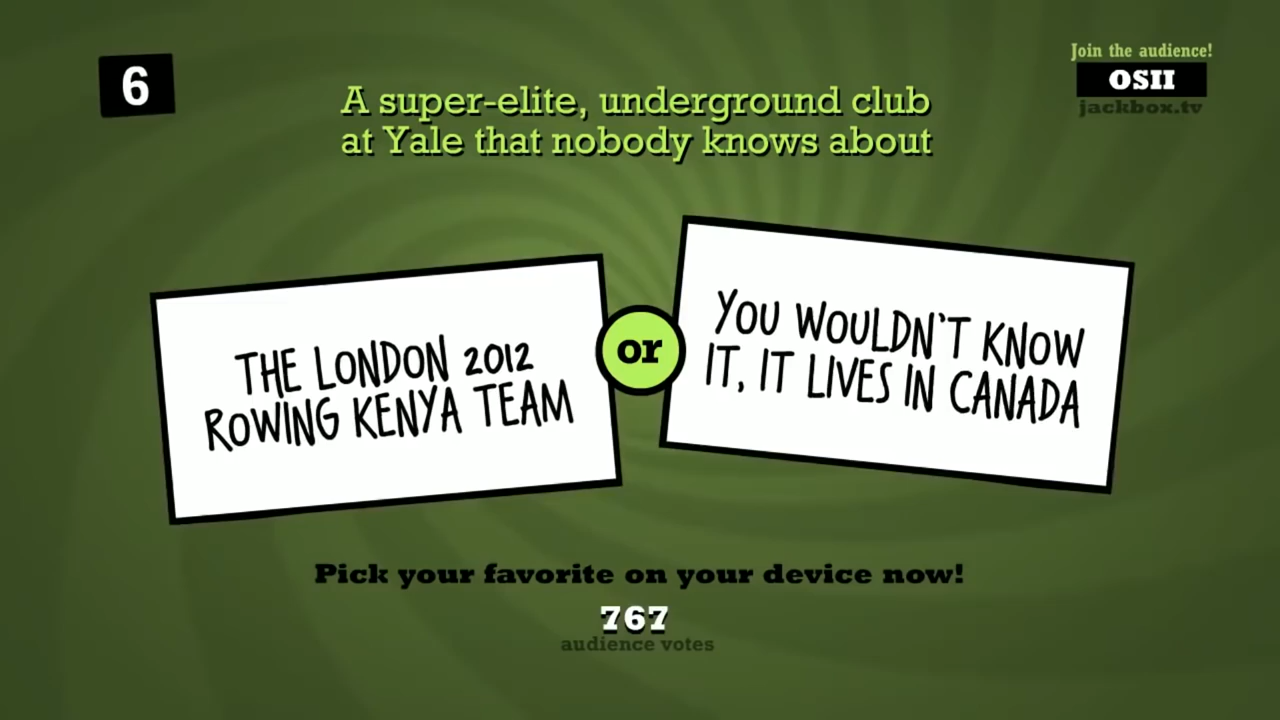 6
Join the audience!
OSII
jackbox.tv
A super-elite, underground club
at Yale that nobody knows about
THE LONDON 2012
ROWING KENYA TEAM
or
YOU WOULDN'T KNOW
IT, IT LIVES IN CANADA
Pick your favorite on your device now!
767
audience votes